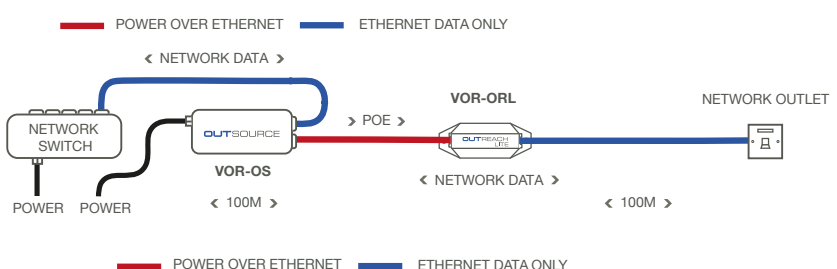 POWER OVER ETHERNET ETHERNET DATA ONLY
< NETWORK DATA >
VOR-ORL
NETWORK OUTLET
> POE >
NETWORK
SWITCH
OUTSOURCE
OUTREACH
LITE
VOR-OS
< NETWORK DATA >
POWER POWER
< 100M >
< 100M >
POWER OVER ETHERNET ETHERNET DATA ONLY